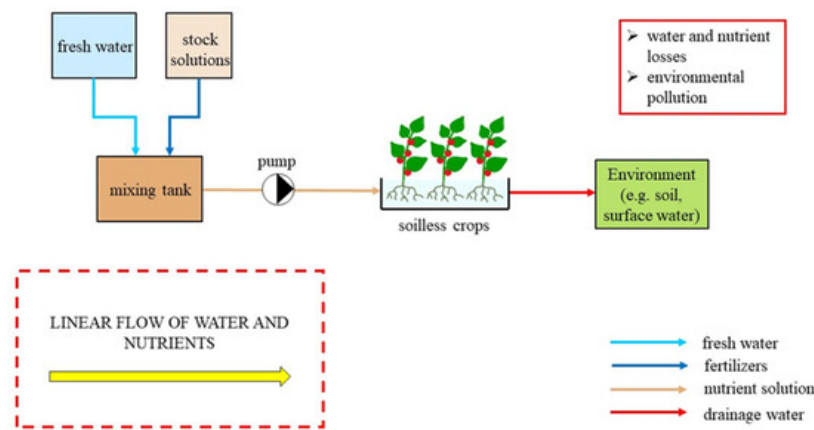 fresh water
stock
solutions
➢ water and nutrient
losses
➢ environmental
pollution
pump
mixing tank
Environment
(e.g. soil,
surface water)
soilless crops
LINEAR FLOW OF WATER AND
NUTRIENTS
fresh water
fertilizers
nutrient solution
drainage water